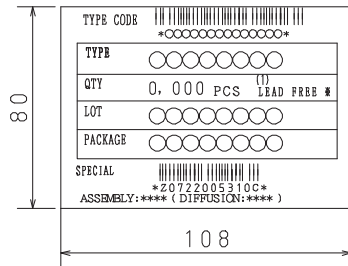 TYPE CODE
*○○○○○○○○○○○○○*
TYPE ○○○○○○○○
QTY 0, 000 PCS (1) LEAD FREE *
LOT ○○○○○○○○
PACKAGE ○○○○○○○○
SPECIAL
*Z0722005310C*
ASSEMBLY:**** ( DIFFUSION:**** )
80
108